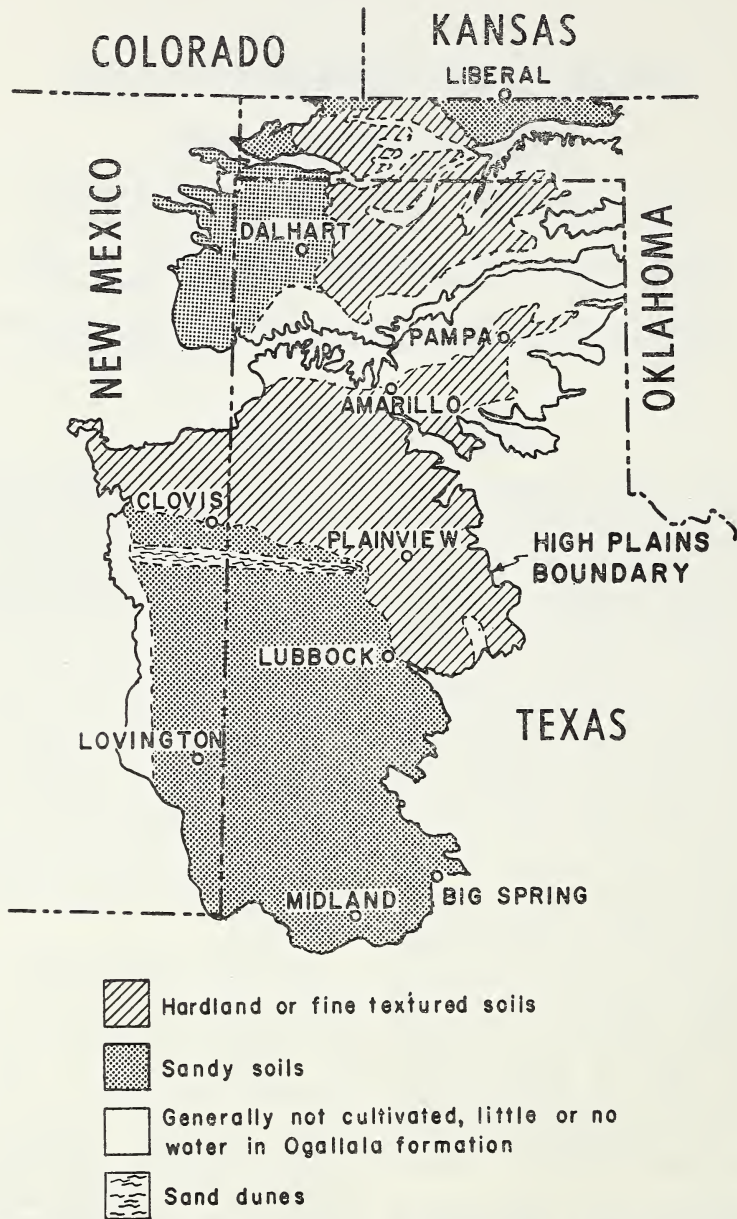 COLORADO
KANSAS
LIBERAL
NEW MEXICO
DALHART
OKLAHOMA
PAMPA
AMARILLO
CLOVIS
PLAINVIEW
HIGH PLAINS
BOUNDARY
LUBBOCK
TEXAS
LOVINGTON
BIG SPRING
MIDLAND
Hardland or fine textured soils
Sandy soils
Generally not cultivated, little or no
water in Ogallala formation
Sand dunes